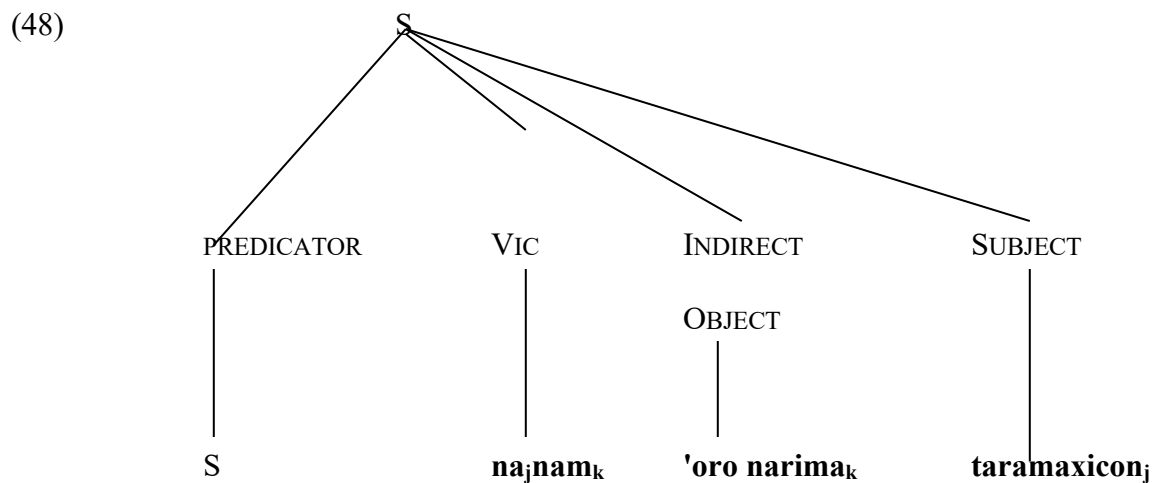 (48) S
PREDICATOR VIC INDIRECT SUBJECT
OBJECT
S najnamk 'oro narimak taramaxiconj